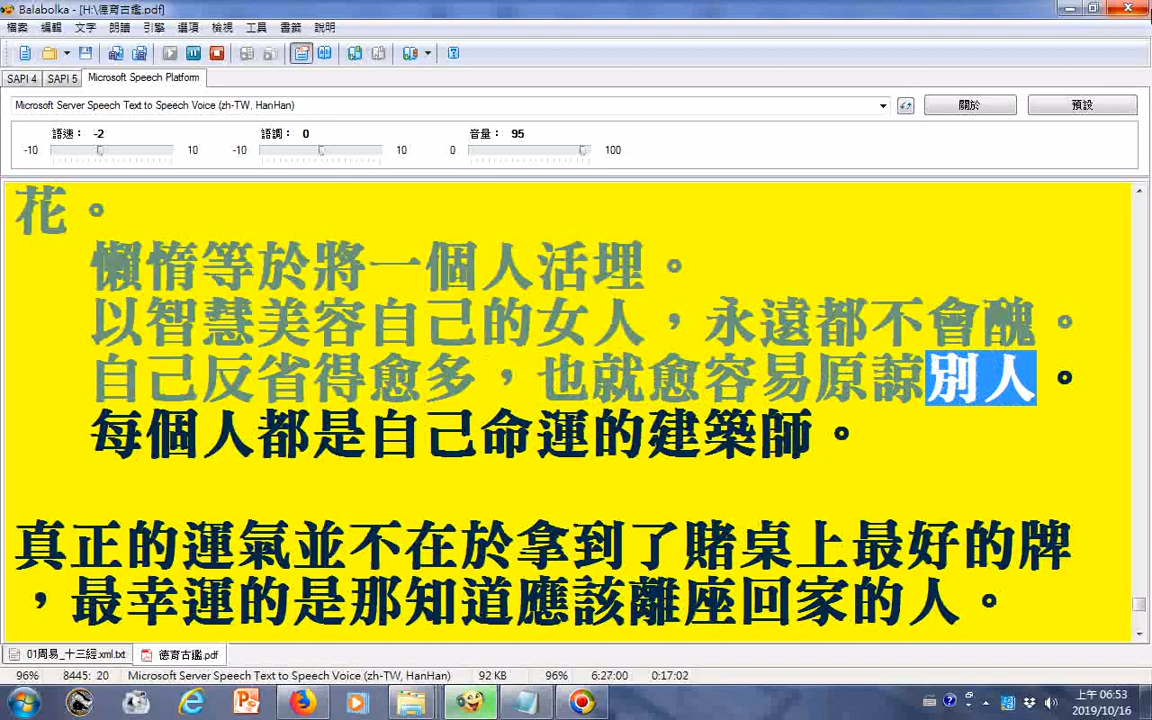 Balabolka - [H:\德育古鑑.pdf]
檔案 編輯 文字 朗讀 引擎 選項 檢視 工具 書籤 說明
SAPI 4 SAPI 5 Microsoft Speech Platform
Microsoft Server Speech Text to Speech Voice (zh-TW, HanHan) 關於 預設
語速： -2 語調： 0 音量： 95
-10 10 -10 10 0 100
花。
懶惰等於將一個人活埋。
以智慧美容自己的女人，永遠都不會醜。
自己反省得愈多，也就愈容易原諒別人。
每個人都是自己命運的建築師。
真正的運氣並不在於拿到了賭桌上最好的牌
，最幸運的是那知道應該離座回家的人。
01周易_十三經.xml.txt 德育古鑑.pdf
96% 8445: 20 Microsoft Server Speech Text to Speech Voice (zh-TW, HanHan) 92 KB 96% 6:27:00 0:17:02
上午 06:53
2019/10/16